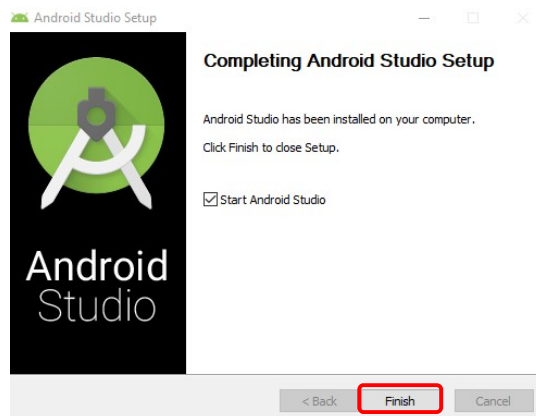 Android Studio Setup
Completing Android Studio Setup
Android Studio has been installed on your computer.
Click Finish to close Setup.
Start Android Studio
Android
Studio
< Back
Finish
Cancel